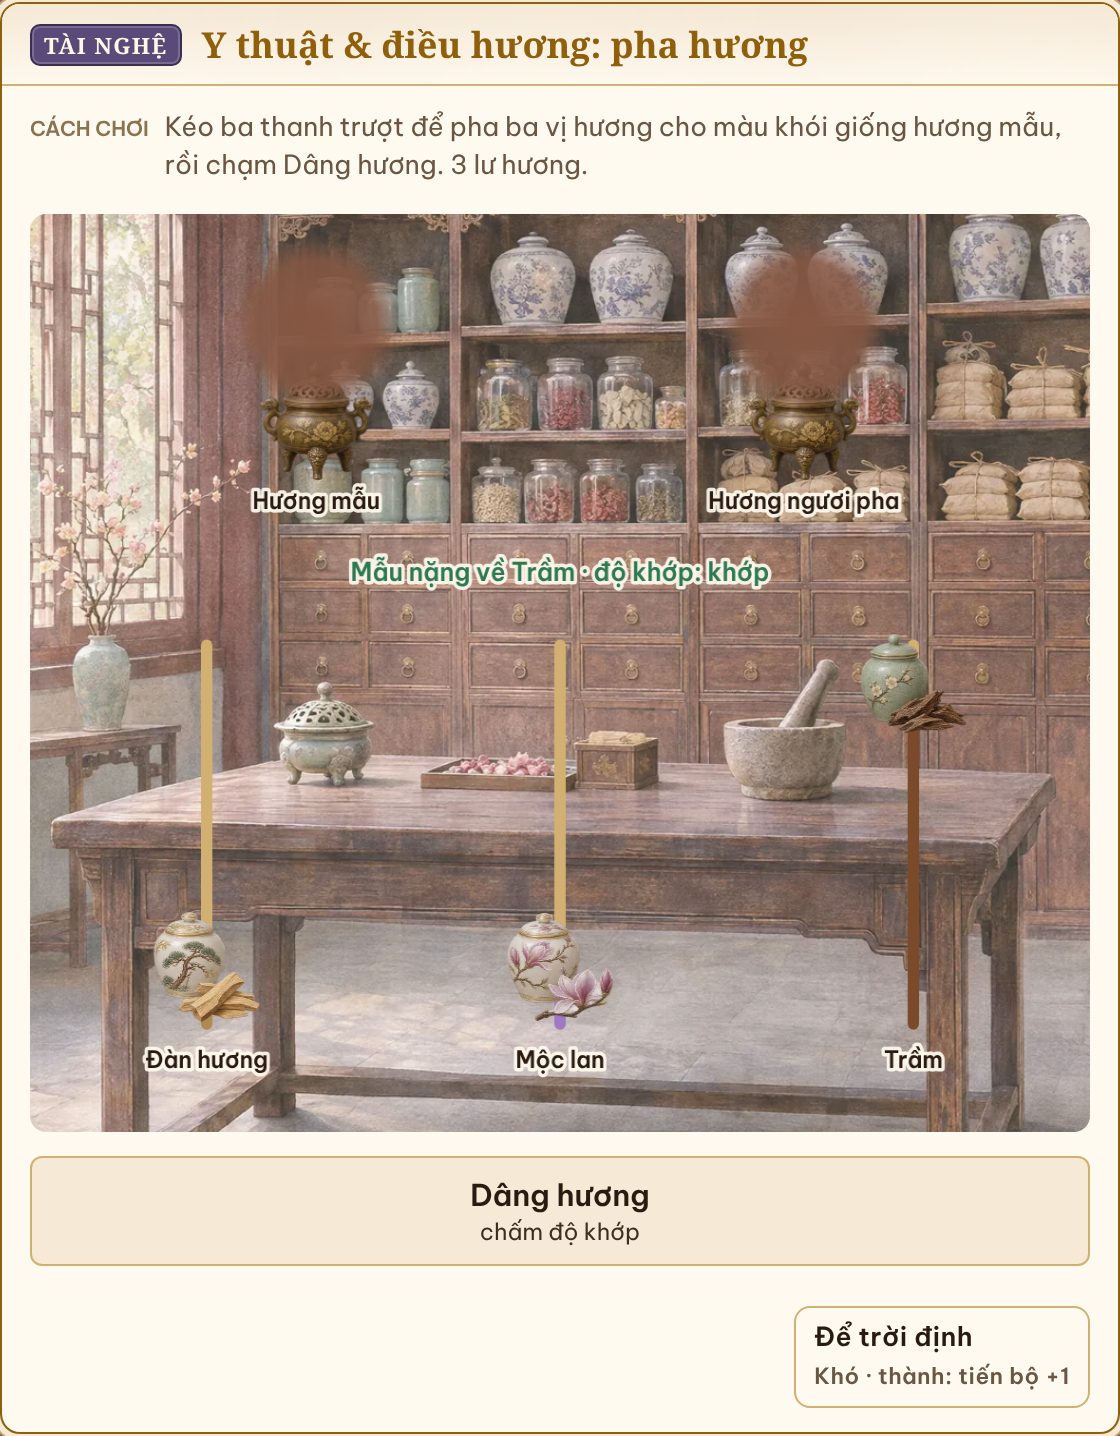 TÀI NGHỆ Y thuật & điều hương: pha hương
CÁCH CHƠI Kéo ba thanh trượt để pha ba vị hương cho màu khói giống hương mẫu,
rồi chạm Dâng hương. 3 lư hương.
Hương mẫu
Hương ngươi pha
Mẫu nặng về Trầm · độ khớp: khớp
Đàn hương
Mộc lan
Trầm
Dâng hương
chấm độ khớp
Để trời định
Khó · thành: tiến bộ +1